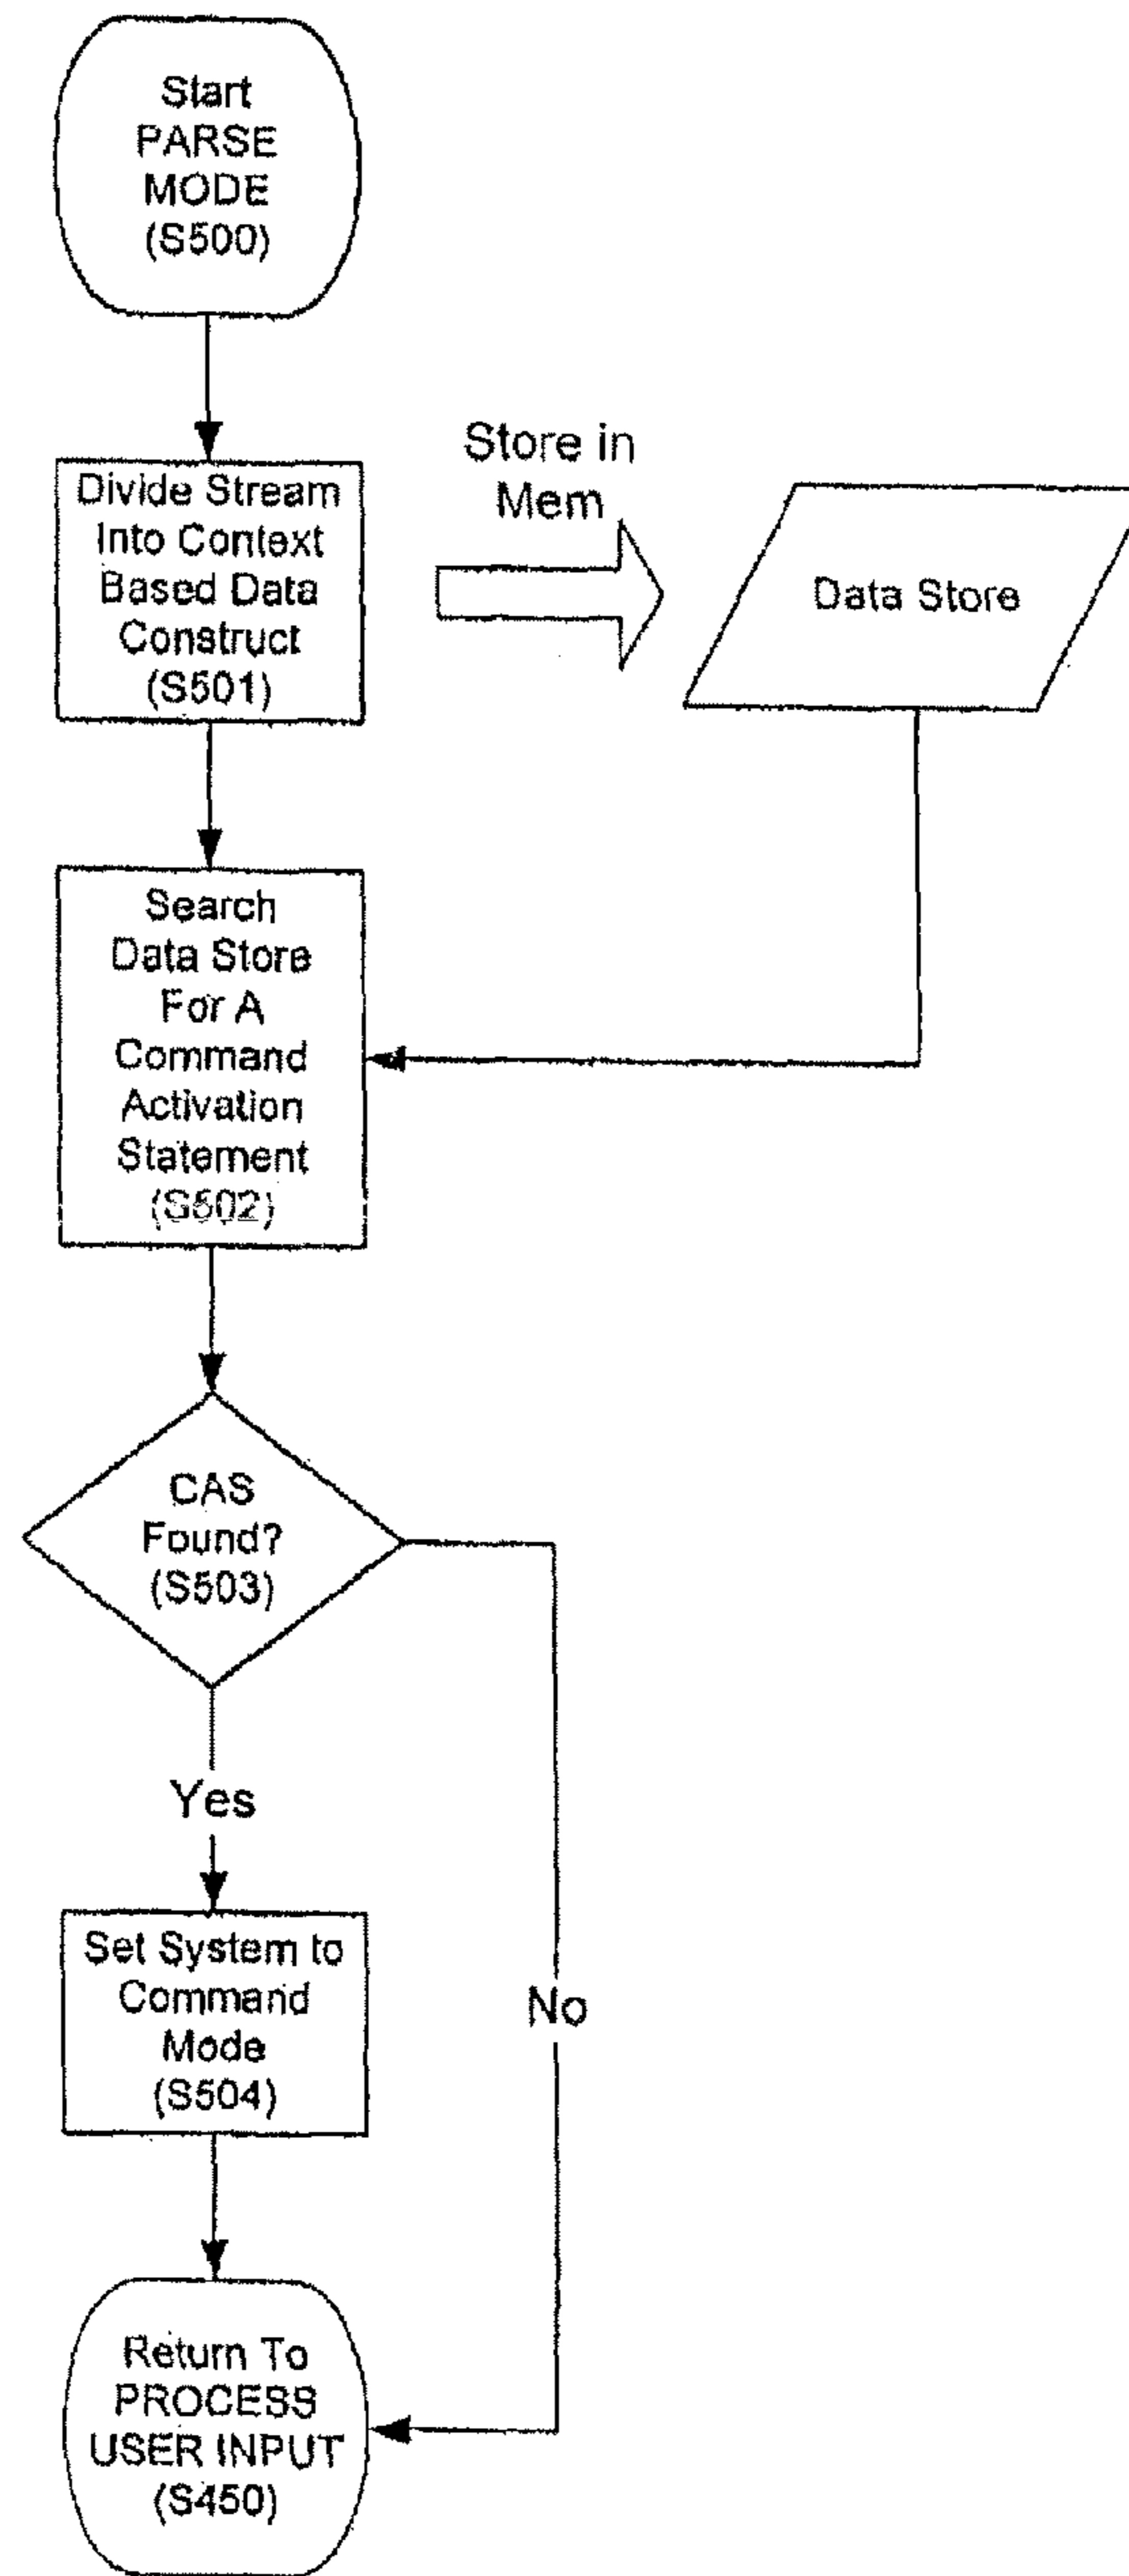 Start
PARSE
MODE
(S500)
Divide Stream
Into Context
Based Data
Construct
(S501)
Store in
Mem
Data Store
Search
Data Store
For A
Command
Activation
Statement
(S502)
CAS
Found?
(S503)
Yes
No
Set System to
Command
Mode
(S504)
Return To
PROCESS
USER INPUT
(S450)